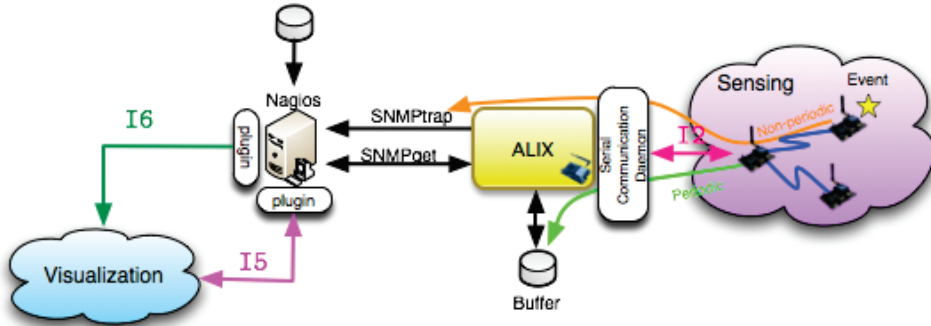 Sensing
Event
Nagios
I6
plugin
SNMPtrap
Non-periodic
I2
ALIX
Serial
Communication
Daemon
SNMPget
Periodic
plugin
I5
Visualization
Buffer